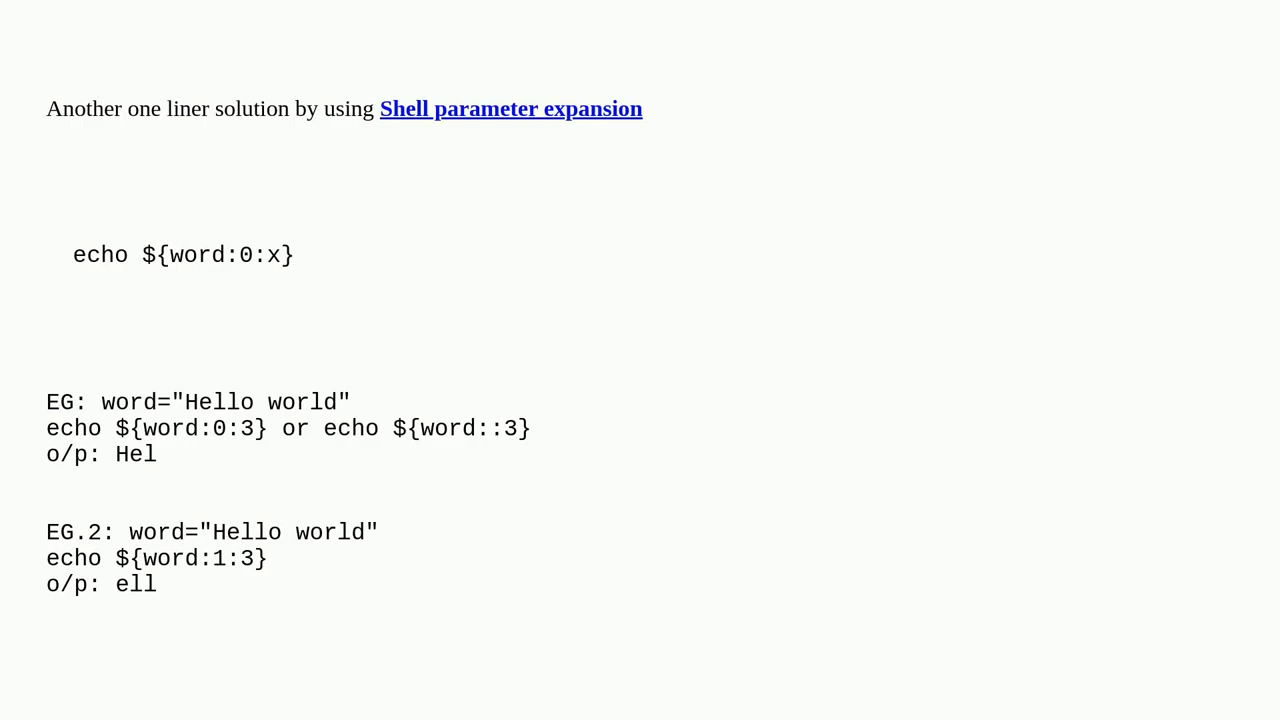 Another one liner solution by using Shell parameter expansion
echo ${word:0:x}
EG: word="Hello world"
echo ${word:0:3} or echo ${word::3}
o/p: Hel
EG.2: word="Hello world"
echo ${word:1:3}
o/p: ell